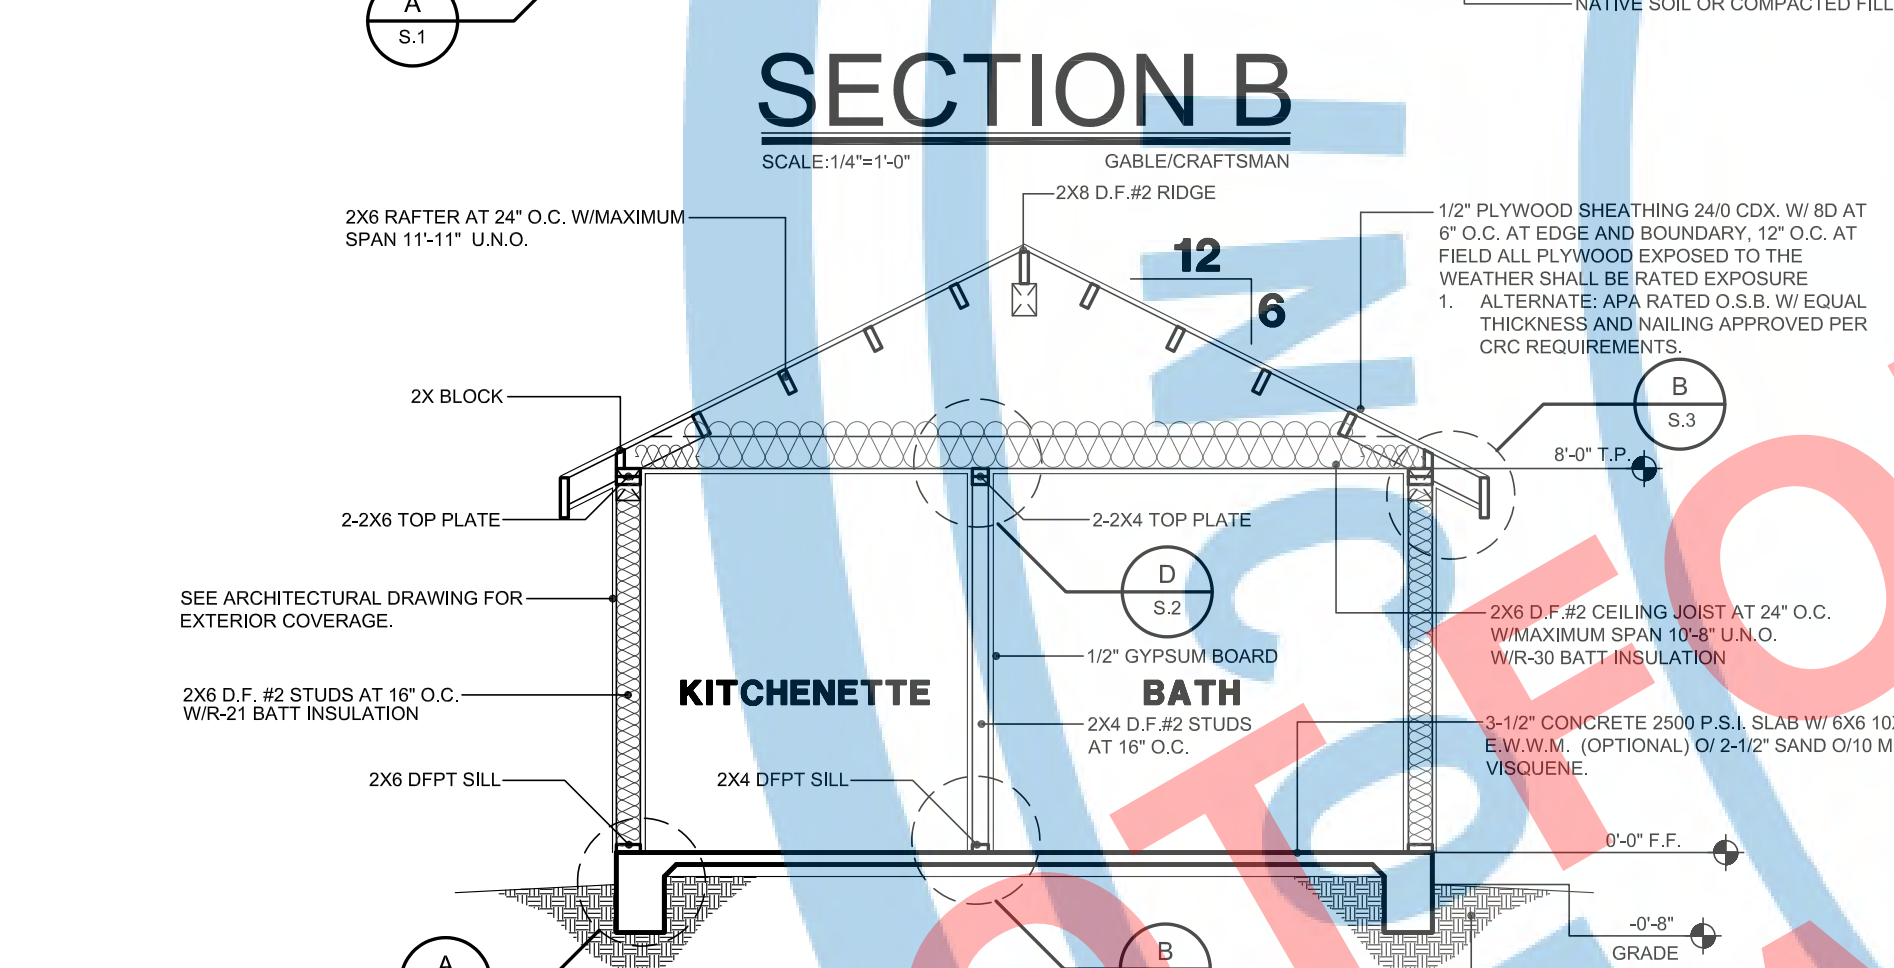 A
S.1
NATIVE SOIL OR COMPACTED FILL
SECTION B
SCALE:1/4"=1'-0"
GABLE/CRAFTSMAN
2X8 D.F.#2 RIDGE
2X6 RAFTER AT 24" O.C. W/MAXIMUM
SPAN 11'-11" U.N.O.
1/2" PLYWOOD SHEATHING 24/0 CDX. W/ 8D AT
6" O.C. AT EDGE AND BOUNDARY, 12" O.C. AT
FIELD ALL PLYWOOD EXPOSED TO THE
WEATHER SHALL BE RATED EXPOSURE
1. ALTERNATE: APA RATED O.S.B. W/ EQUAL
THICKNESS AND NAILING APPROVED PER
CRC REQUIREMENTS.
12
6
2X BLOCK
B
S.3
8'-0" T.P.
2-2X6 TOP PLATE
2-2X4 TOP PLATE
D
S.2
SEE ARCHITECTURAL DRAWING FOR
EXTERIOR COVERAGE.
2X6 D.F.#2 CEILING JOIST AT 24" O.C.
W/MAXIMUM SPAN 10'-8" U.N.O.
W/R-30 BATT INSULATION
1/2" GYPSUM BOARD
KITCHENETTE
BATH
2X6 D.F. #2 STUDS AT 16" O.C.
W/R-21 BATT INSULATION
2X4 D.F.#2 STUDS
AT 16" O.C.
3-1/2" CONCRETE 2500 P.S.I. SLAB W/ 6X6 10
E.W.W.M. (OPTIONAL) O/ 2-1/2" SAND O/10 M
VISQUENE.
2X6 DFPT SILL
2X4 DFPT SILL
0'-0" F.F.
-0'-8"
GRADE
A
B